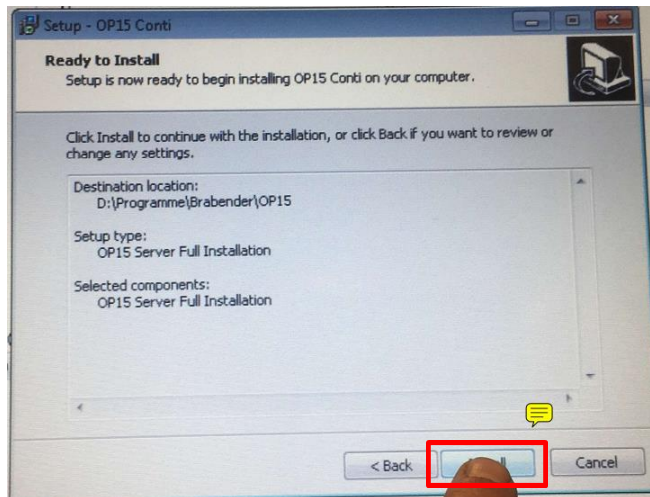 Setup - OP15 Conti
Ready to Install
Setup is now ready to begin installing OP15 Conti on your computer.
Click Install to continue with the installation, or click Back if you want to review or
change any settings.
Destination location:
D:\Programme\Brabender\OP15
Setup type:
OP15 Server Full Installation
Selected components:
OP15 Server Full Installation
< Back
Cancel